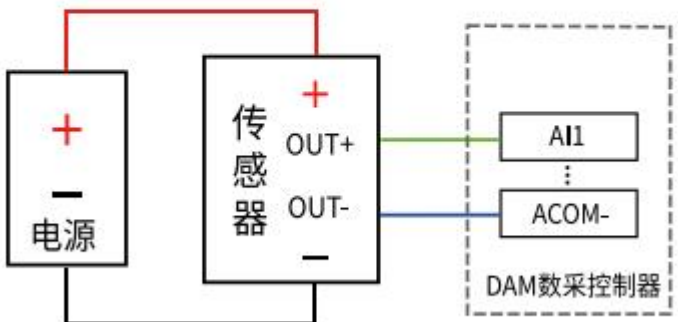 +
−
电源
传感器
+
OUT+
OUT-
−
AI1
ACOM-
DAM数采控制器